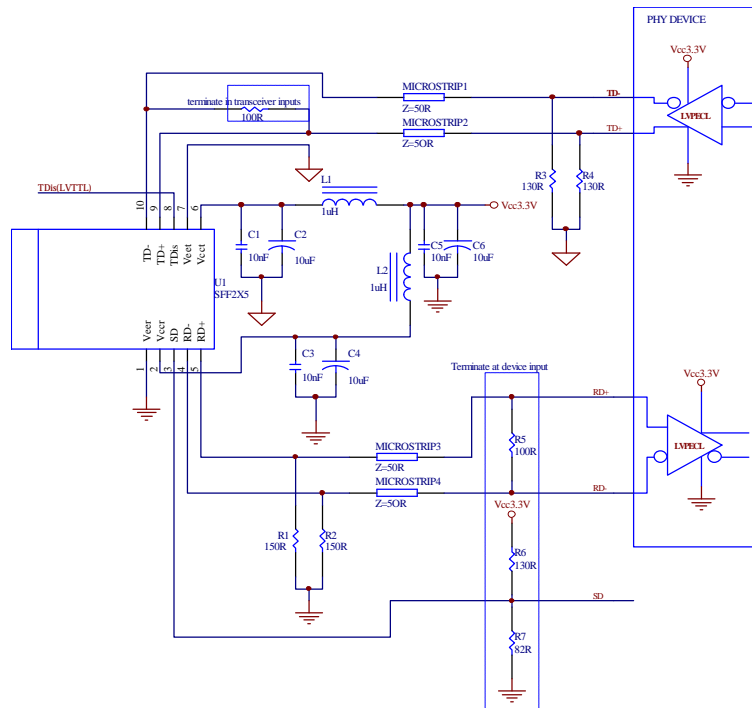 PHY DEVICE
Vcc3.3V
MICROSTRIP1
TD-
terminate in transceiver inputs
100R
Z=50R
LVPECL
MICROSTRIP2
TD+
Z=5OR
R3
130R
R4
130R
TDis(LVTTL)
L1
1uH
Vcc3.3V
10
9
8
7
6
C1
10nF
C2
10uF
C5
10nF
C6
10uF
TD-
TD+
TDis
Veet
Vcct
L2
1uH
U1
SFF2X5
Veer
Vccr
SD
RD-
RD+
1
2
3
4
5
C3
10nF
C4
10uF
Terminate at device input
Vcc3.3V
RD+
MICROSTRIP3
Z=50R
R5
100R
LVPECL
MICROSTRIP4
Z=5OR
RD-
Vcc3.3V
R1
150R
R2
150R
R6
130R
SD
R7
82R